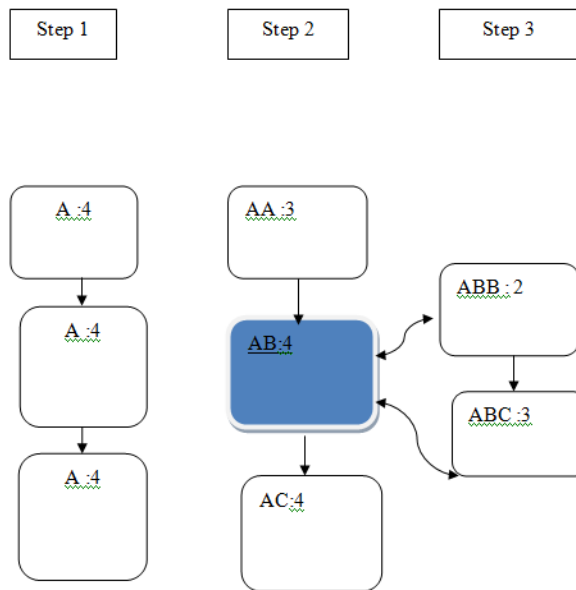 Step 1
Step 2
Step 3
A :4
A :4
A :4
AA :3
AB:4
AC:4
ABB : 2
ABC :3